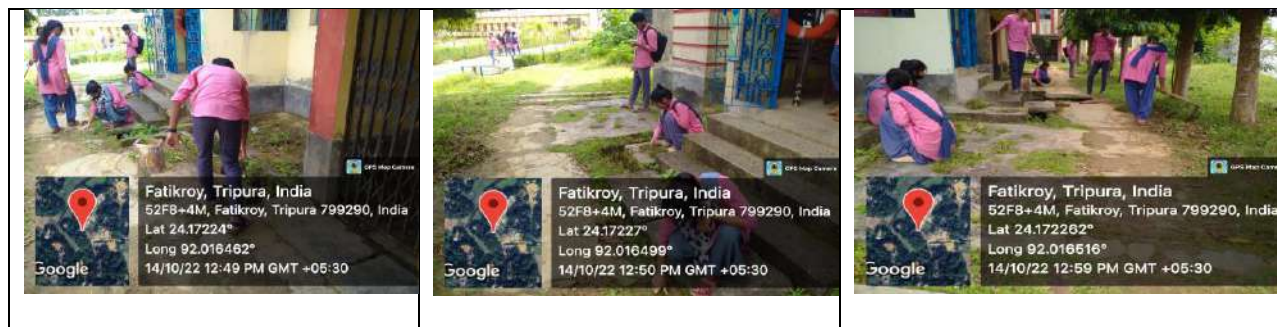 GPS Map Camera
Fatikroy, Tripura, India
52F8+4M, Fatikroy, Tripura 799290, India
Lat 24.17224°
Long 92.016462°
14/10/22 12:49 PM GMT +05:30
Google
GPS Map Camera
Fatikroy, Tripura, India
52F8+4M, Fatikroy, Tripura 799290, India
Lat 24.17227°
Long 92.016499°
14/10/22 12:50 PM GMT +05:30
Google
GPS Map Camera
Fatikroy, Tripura, India
52F8+4M, Fatikroy, Tripura 799290, India
Lat 24.172262°
Long 92.016516°
14/10/22 12:59 PM GMT +05:30
Google